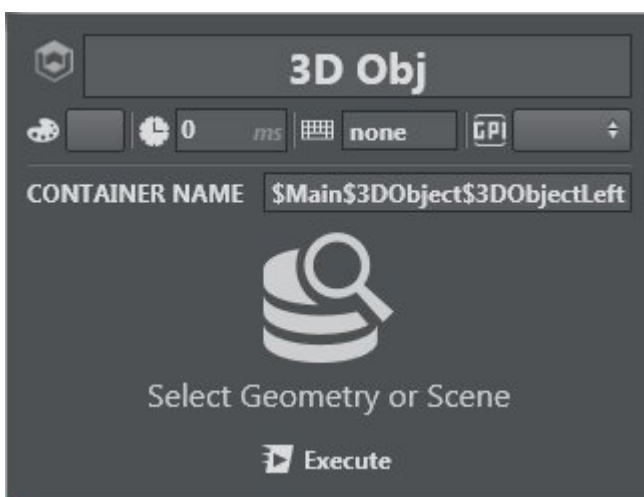 3D Obj
0 ms none GPI
CONTAINER NAME $Main$3DObject$3DObjectLeft
Select Geometry or Scene
Execute